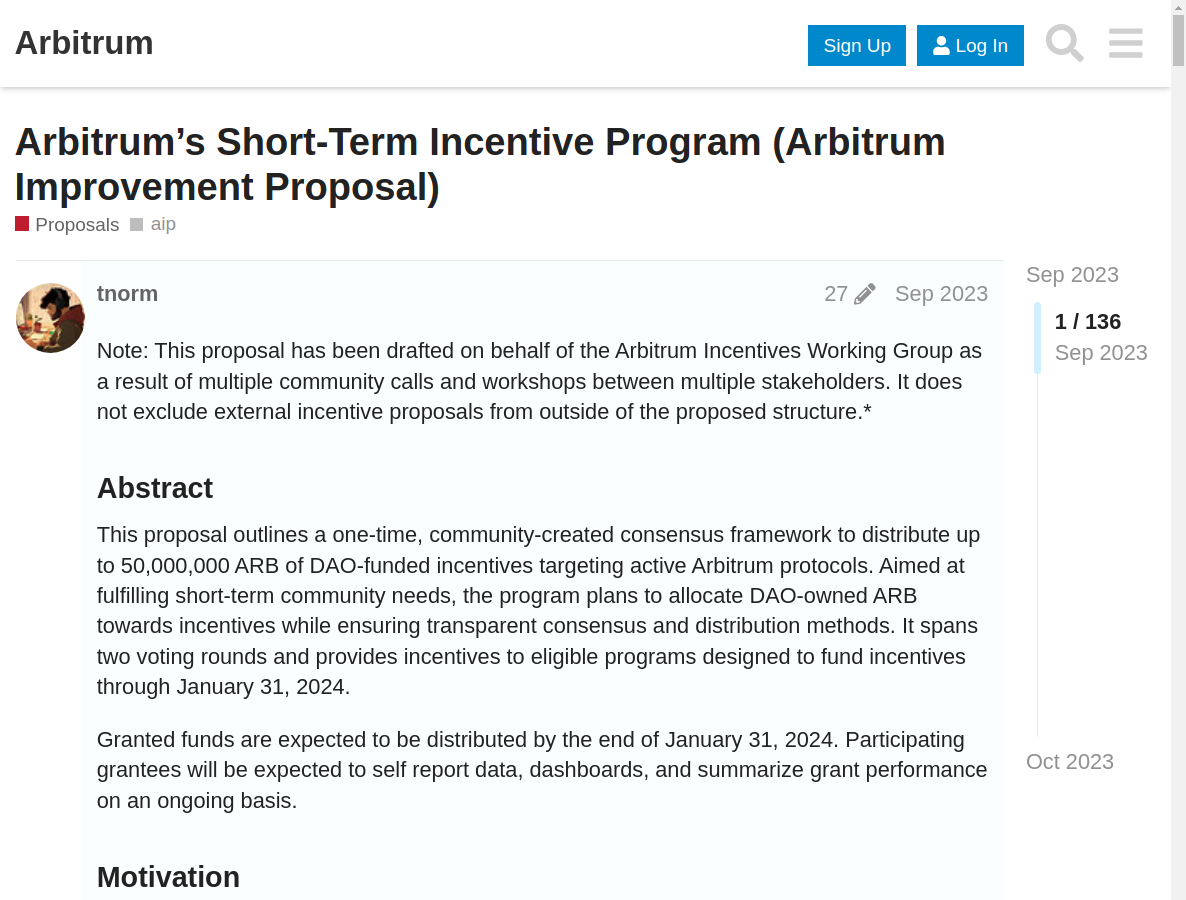 Arbitrum
Sign Up
Log In
Arbitrum’s Short-Term Incentive Program (Arbitrum
Improvement Proposal)
Proposals aip
tnorm
27
Sep 2023
Note: This proposal has been drafted on behalf of the Arbitrum Incentives Working Group as
a result of multiple community calls and workshops between multiple stakeholders. It does
not exclude external incentive proposals from outside of the proposed structure.*
Abstract
This proposal outlines a one-time, community-created consensus framework to distribute up
to 50,000,000 ARB of DAO-funded incentives targeting active Arbitrum protocols. Aimed at
fulfilling short-term community needs, the program plans to allocate DAO-owned ARB
towards incentives while ensuring transparent consensus and distribution methods. It spans
two voting rounds and provides incentives to eligible programs designed to fund incentives
through January 31, 2024.
Granted funds are expected to be distributed by the end of January 31, 2024. Participating
grantees will be expected to self report data, dashboards, and summarize grant performance
on an ongoing basis.
Motivation
Sep 2023
1 / 136
Sep 2023
Oct 2023